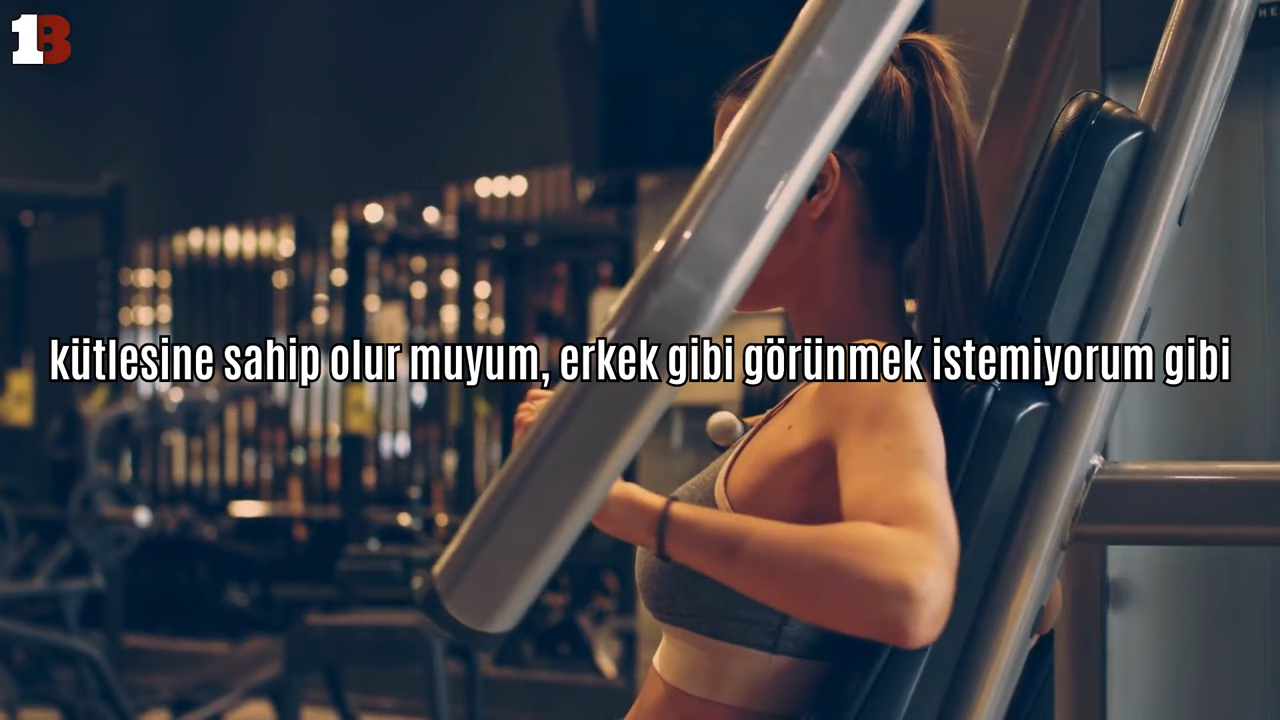 1B
kütlesine sahip olur muyum, erkek gibi görünmek istemiyorum gibi